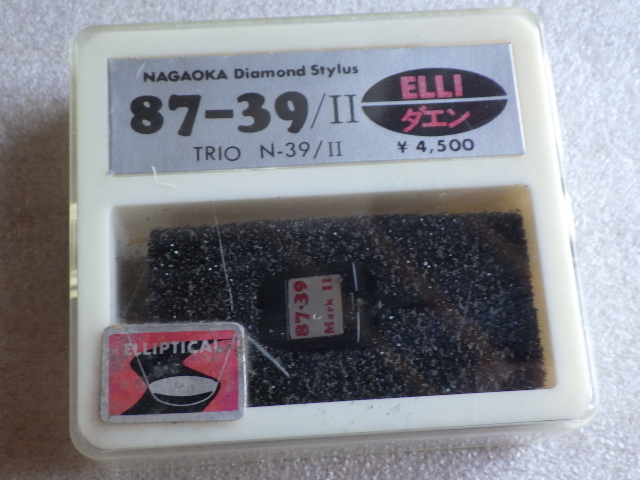 NAGAOKA Diamond Stylus
87-39/II
TRIO N-39/II
ELLI
ダエン
¥ 4,500
87·39
Mark II
ELLIPTICAL